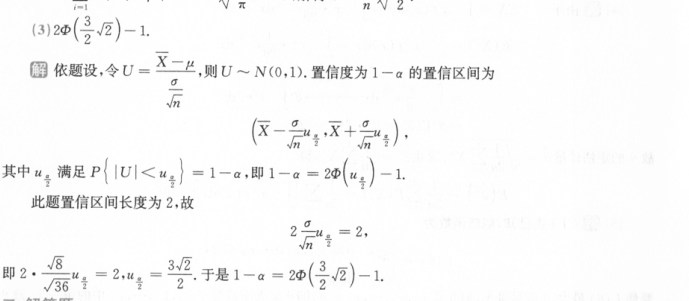 i=1 √π n√2
(3) 2Φ(3/2 √2) − 1.
解 依题设,令 U = (X̄ − μ)/(σ/√n),则 U ～ N(0,1). 置信度为 1 − α 的置信区间为
(X̄ − σ/√n u_{α/2}, X̄ + σ/√n u_{α/2}),
其中 u_{α/2} 满足 P{|U| < u_{α/2}} = 1 − α,即 1 − α = 2Φ(u_{α/2}) − 1.
此题置信区间长度为 2,故
2 σ/√n u_{α/2} = 2,
即 2 · √8/√36 u_{α/2} = 2, u_{α/2} = 3√2/2. 于是 1 − α = 2Φ(3/2 √2) − 1.